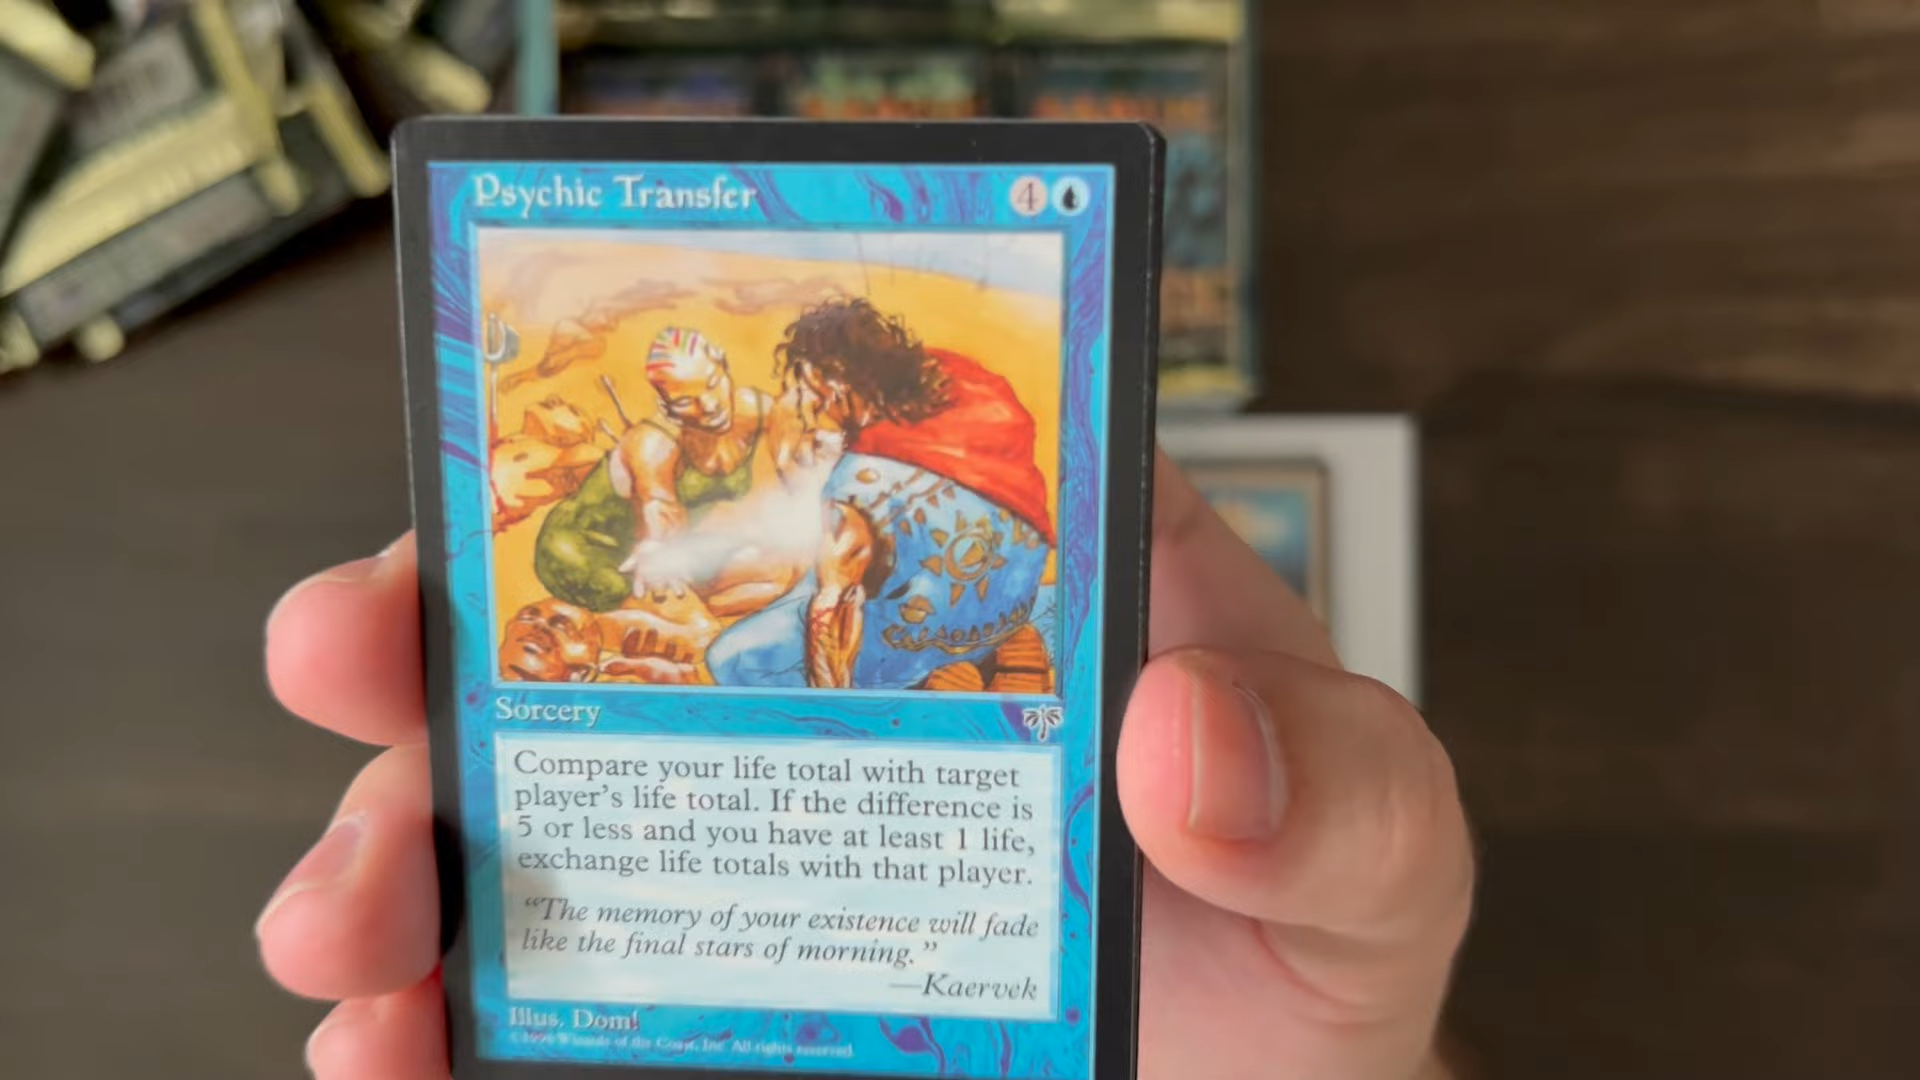 Psychic Transfer 4
Sorcery
Compare your life total with target
player's life total. If the difference is
5 or less and you have at least 1 life,
exchange life totals with that player.
“The memory of your existence will fade
like the final stars of morning.”
—Kaervek
Illus. Dom!
©1996 Wizards of the Coast, Inc. All rights reserved.